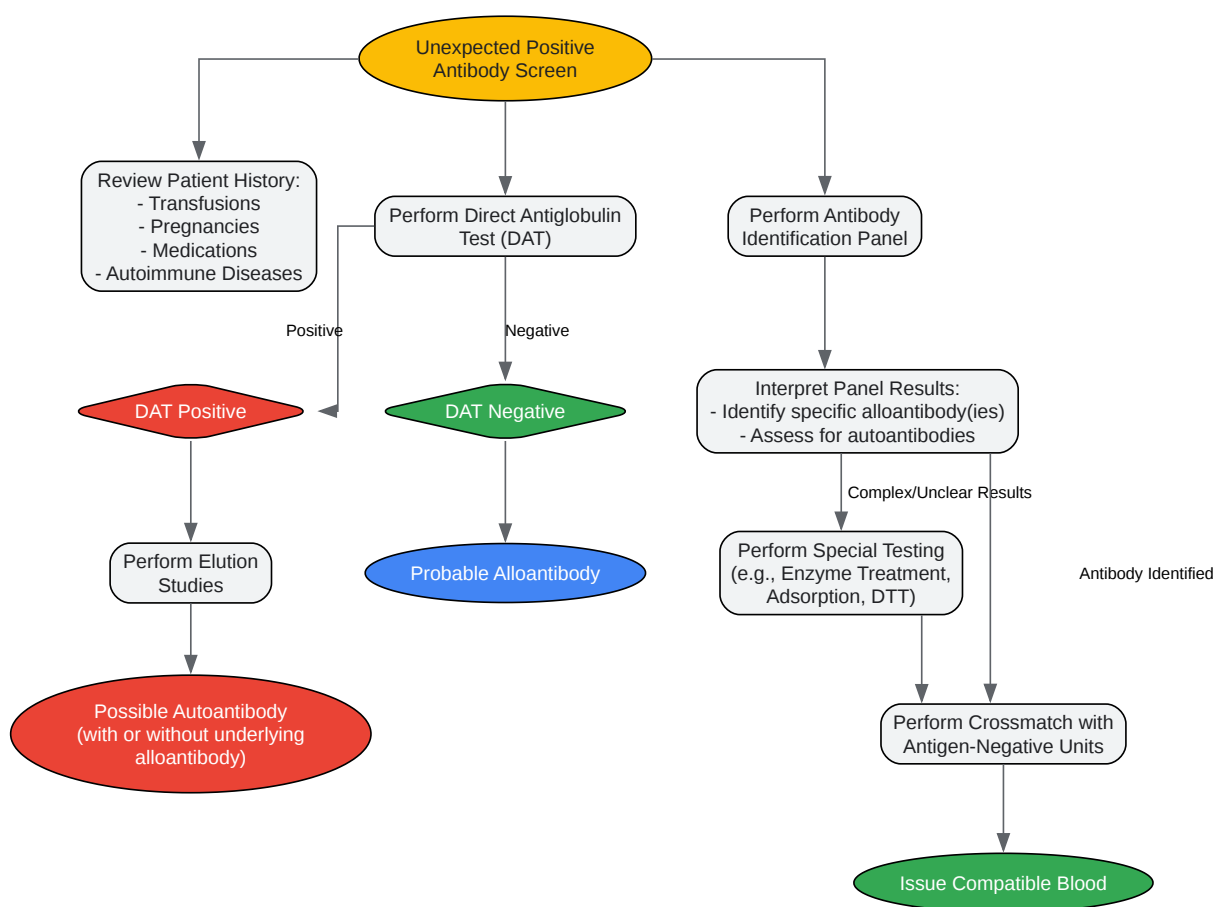 Unexpected Positive
Antibody Screen
Review Patient History:
- Transfusions
- Pregnancies
- Medications
- Autoimmune Diseases
Perform Direct Antiglobulin
Test (DAT)
Perform Antibody
Identification Panel
Positive
Negative
DAT Positive
DAT Negative
Interpret Panel Results:
- Identify specific alloantibody(ies)
- Assess for autoantibodies
Complex/Unclear Results
Perform Elution
Studies
Probable Alloantibody
Perform Special Testing
(e.g., Enzyme Treatment,
Adsorption, DTT)
Antibody Identified
Possible Autoantibody
(with or without underlying
alloantibody)
Perform Crossmatch with
Antigen-Negative Units
Issue Compatible Blood